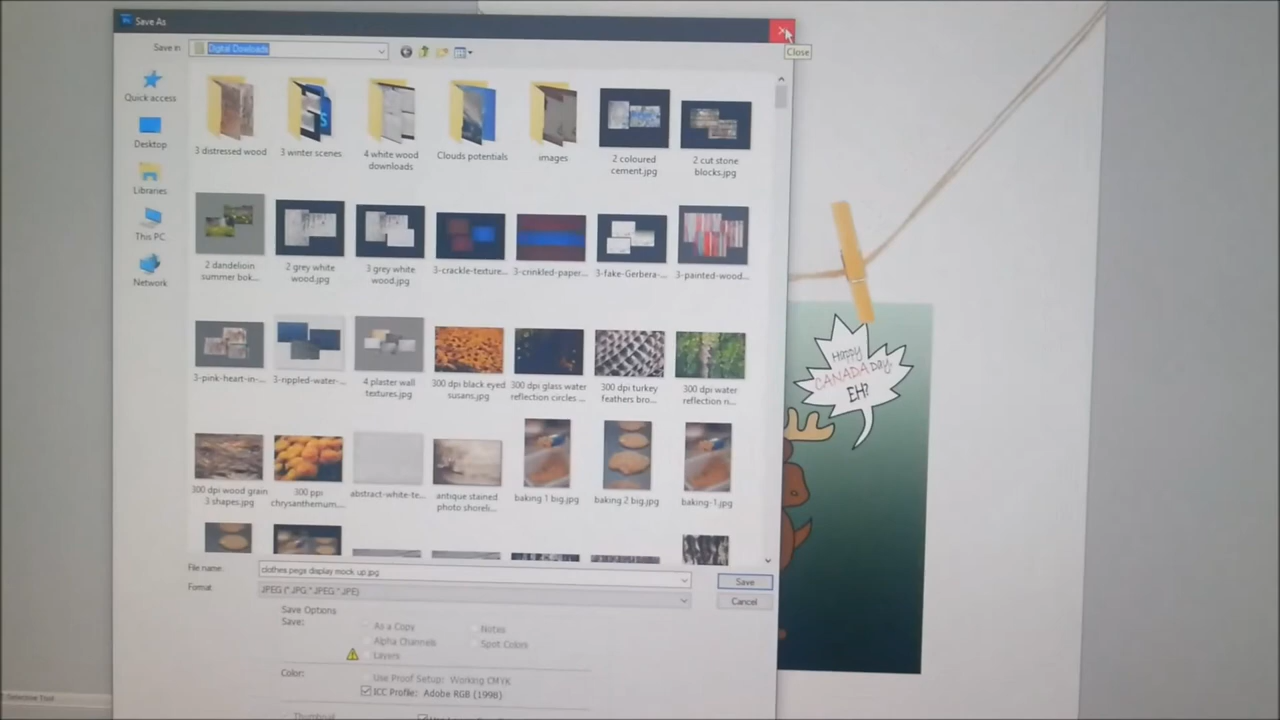 Save As
Close
Save in
Digital Dowloads
Quick access
Desktop
Libraries
This PC
Network
3 distressed wood
3 winter scenes
4 white wood
downloads
Clouds potentials
images
2 coloured
cement.jpg
2 cut stone
blocks.jpg
2 dandelioin
summer bok...
2 grey white
wood.jpg
3 grey white
wood.jpg
3-crackle-texture...
3-crinkled-paper...
3-fake-Gerbera-...
3-painted-wood...
3-pink-heart-in-...
3-rippled-water-...
4 plaster wall
textures.jpg
300 dpi black eyed
susans.jpg
300 dpi glass water
reflection circles ...
300 dpi turkey
feathers bro...
300 dpi water
reflection ri...
300 dpi wood grain
3 shapes.jpg
300 ppi
chrysanthemum...
abstract-white-te...
antique stained
photo shoreli...
baking 1 big.jpg
baking 2 big.jpg
baking-1.jpg
File name:
clothes pegs display mock up.jpg
Format:
JPEG (*.JPG;*.JPEG;*.JPE)
Save
Cancel
Save Options
Save:
As a Copy
Notes
Alpha Channels
Spot Colors
Layers
Color:
Use Proof Setup: Working CMYK
ICC Profile: Adobe RGB (1998)
Thumbnail
Happy
CANADA Day,
EH?